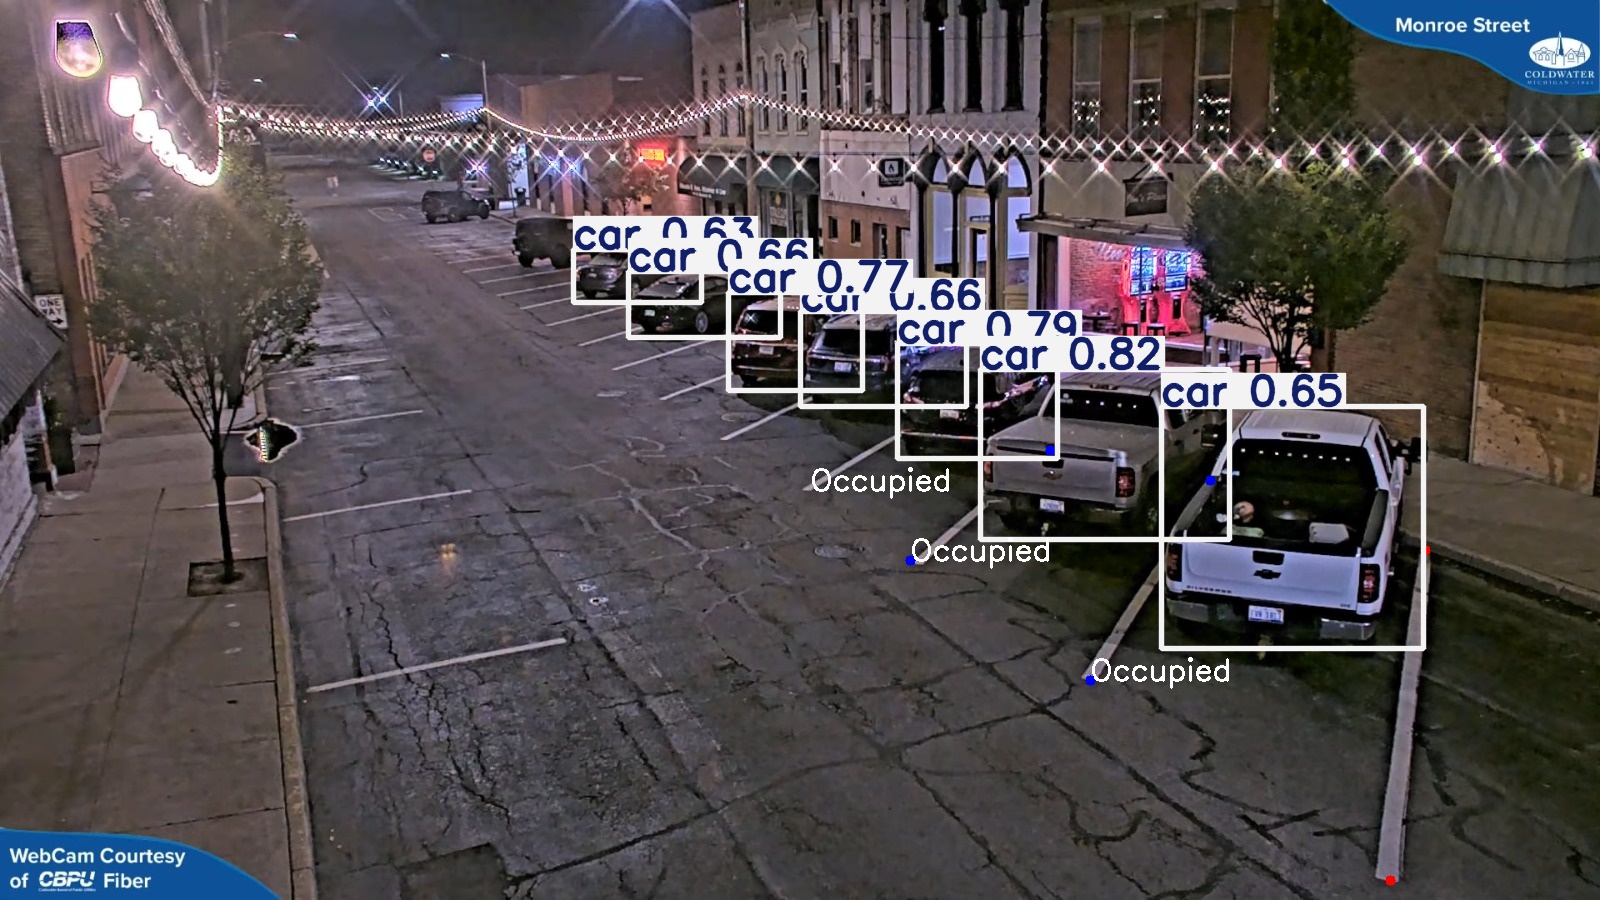 Monroe Street
COLDWATER
ONE
WAY
car 0.63
car 0.66
car 0.77
car 0.66
car 0.79
car 0.82
car 0.65
Occupied
Occupied
Occupied
WebCam Courtesy
of CBPU Fiber